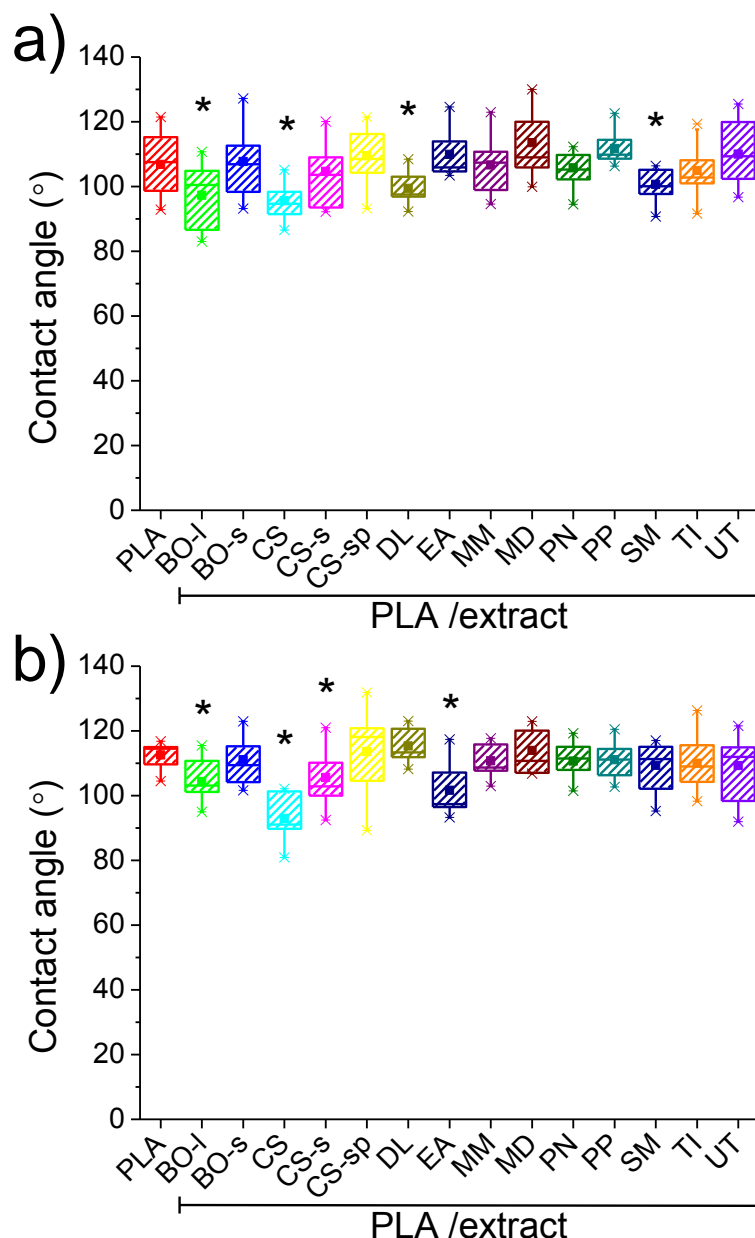 a)
140
120
100
80
60
40
20
0
Contact angle (○)
* * * *
PLA BO-l BO-s CS CS-s CS-sp DL EA MM MD PN PP SM TI UT
PLA /extract
b)
140
120
100
80
60
40
20
0
Contact angle (○)
* * * *
PLA BO-l BO-s CS CS-s CS-sp DL EA MM MD PN PP SM TI UT
PLA /extract